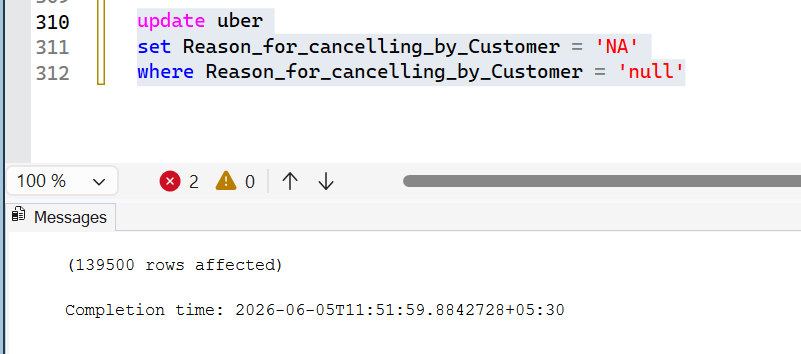 310 update uber
311 set Reason_for_cancelling_by_Customer = 'NA'
312 where Reason_for_cancelling_by_Customer = 'null'
100 % 2 0
Messages
(139500 rows affected)
Completion time: 2026-06-05T11:51:59.8842728+05:30